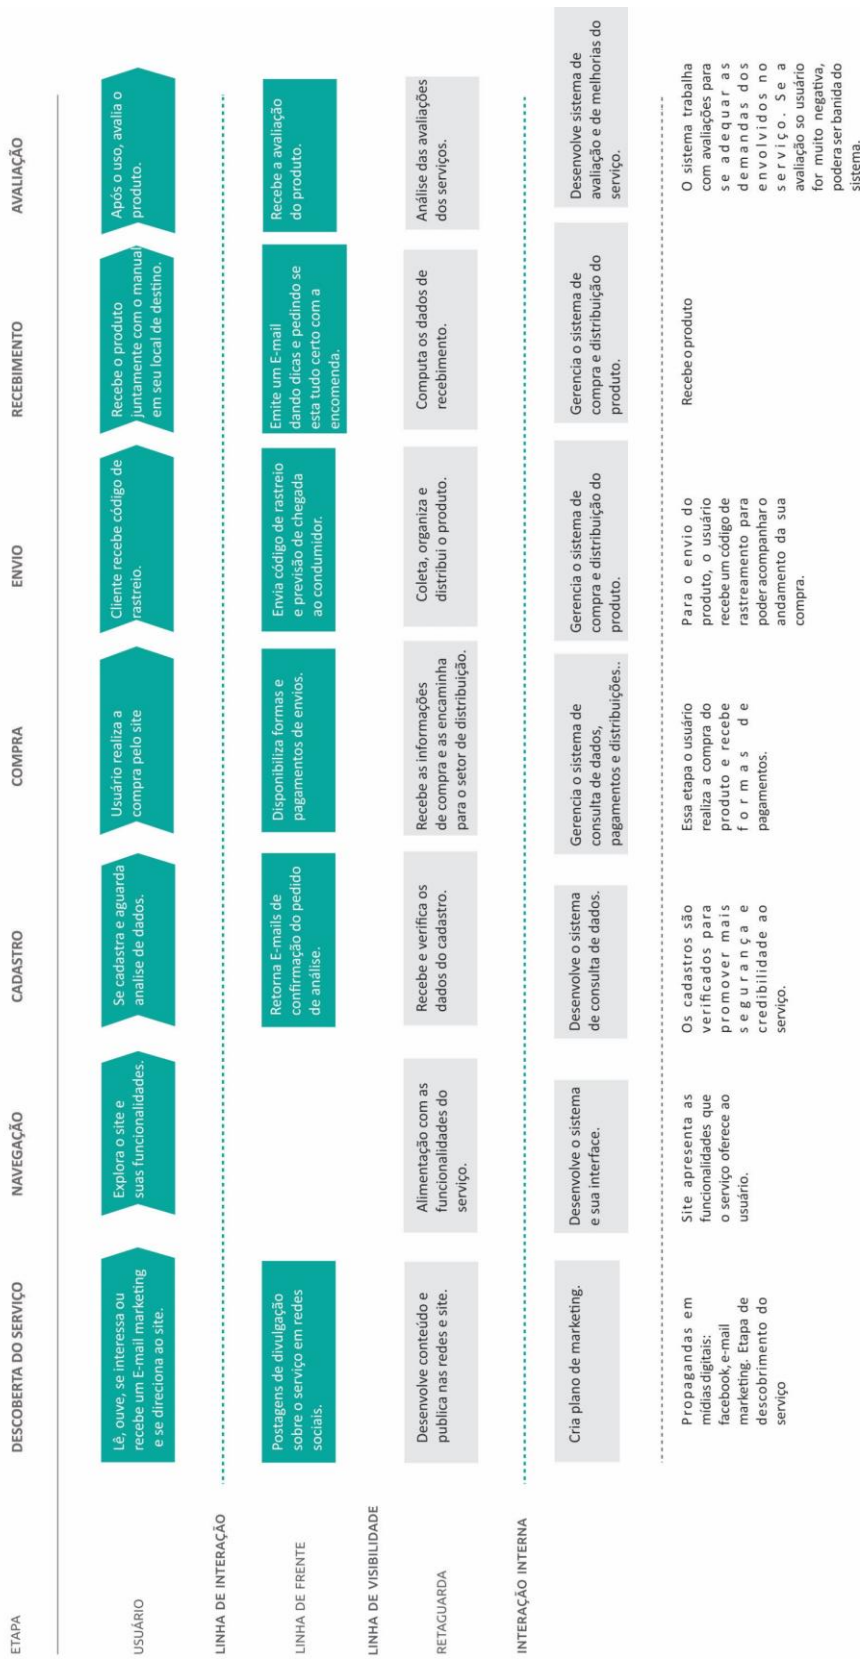 ETAPA
DESCOBERTA DO SERVIÇO
NAVEGAÇÃO
CADASTRO
COMPRA
ENVIO
RECEBIMENTO
AVALIAÇÃO
USUÁRIO
Lê, ouve, se interessa ou
recebe um E-mail marketing
e se direciona ao site.
Explora o site e
suas funcionalidades.
Se cadastra e aguarda
analise de dados.
Usuário realiza a
compra pelo site
Cliente recebe código de
rastreio.
Recebe o produto
juntamente com o manual
em seu local de destino.
Após o uso, avalia o
produto.
LINHA DE INTERAÇÃO
LINHA DE FRENTE
Postagens de divulgação
sobre o serviço em redes
sociais.
Retorna E-mails de
confirmação do pedido
de análise.
Disponibiliza formas e
pagamentos de envios.
Envia código de rastreio
e previsão de chegada
ao condumidor.
Emite um E-mail
dando dicas e pedindo se
esta tudo certo com a
encomenda.
Recebe a avaliação
do produto.
LINHA DE VISIBILIDADE
RETAGUARDA
Desenvolve conteúdo e
publica nas redes e site.
Alimentação com as
funcionalidades do
serviço.
Recebe e verifica os
dados do cadastro.
Recebe as informações
de compra e as encaminha
para o setor de distribuição.
Coleta, organiza e
distribui o produto.
Computa os dados de
recebimento.
Análise das avaliações
dos serviços.
INTERAÇÃO INTERNA
Cria plano de marketing.
Desenvolve o sistema
e sua interface.
Desenvolve o sistema
de consulta de dados.
Gerencia o sistema de
consulta de dados,
pagamentos e distribuições..
Gerencia o sistema de
compra e distribuição do
produto.
Gerencia o sistema de
compra e distribuição do
produto.
Desenvolve sistema de
avaliação e de melhorias do
serviço.
Propagandas em
mídias digitais:
facebook, e-mail
marketing. Etapa de
descobrimento do
serviço
Site apresenta as
funcionalidades que
o serviço oferece ao
usuário.
Os cadastros são
verificados para
promover mais
segurança e
credibilidade ao
serviço.
Essa etapa o usuário
realiza a compra do
produto e recebe
formas de
pagamentos.
Para o envio do
produto, o usuário
recebe um código de
rastreamento para
poder acompanhar o
andamento da sua
compra.
Recebe o produto
O sistema trabalha
com avaliações para
se adequar as
demandas dos
envolvidos no
serviço. Se a
avaliação so usuário
for muito negativa,
podera ser banida do
sistema.